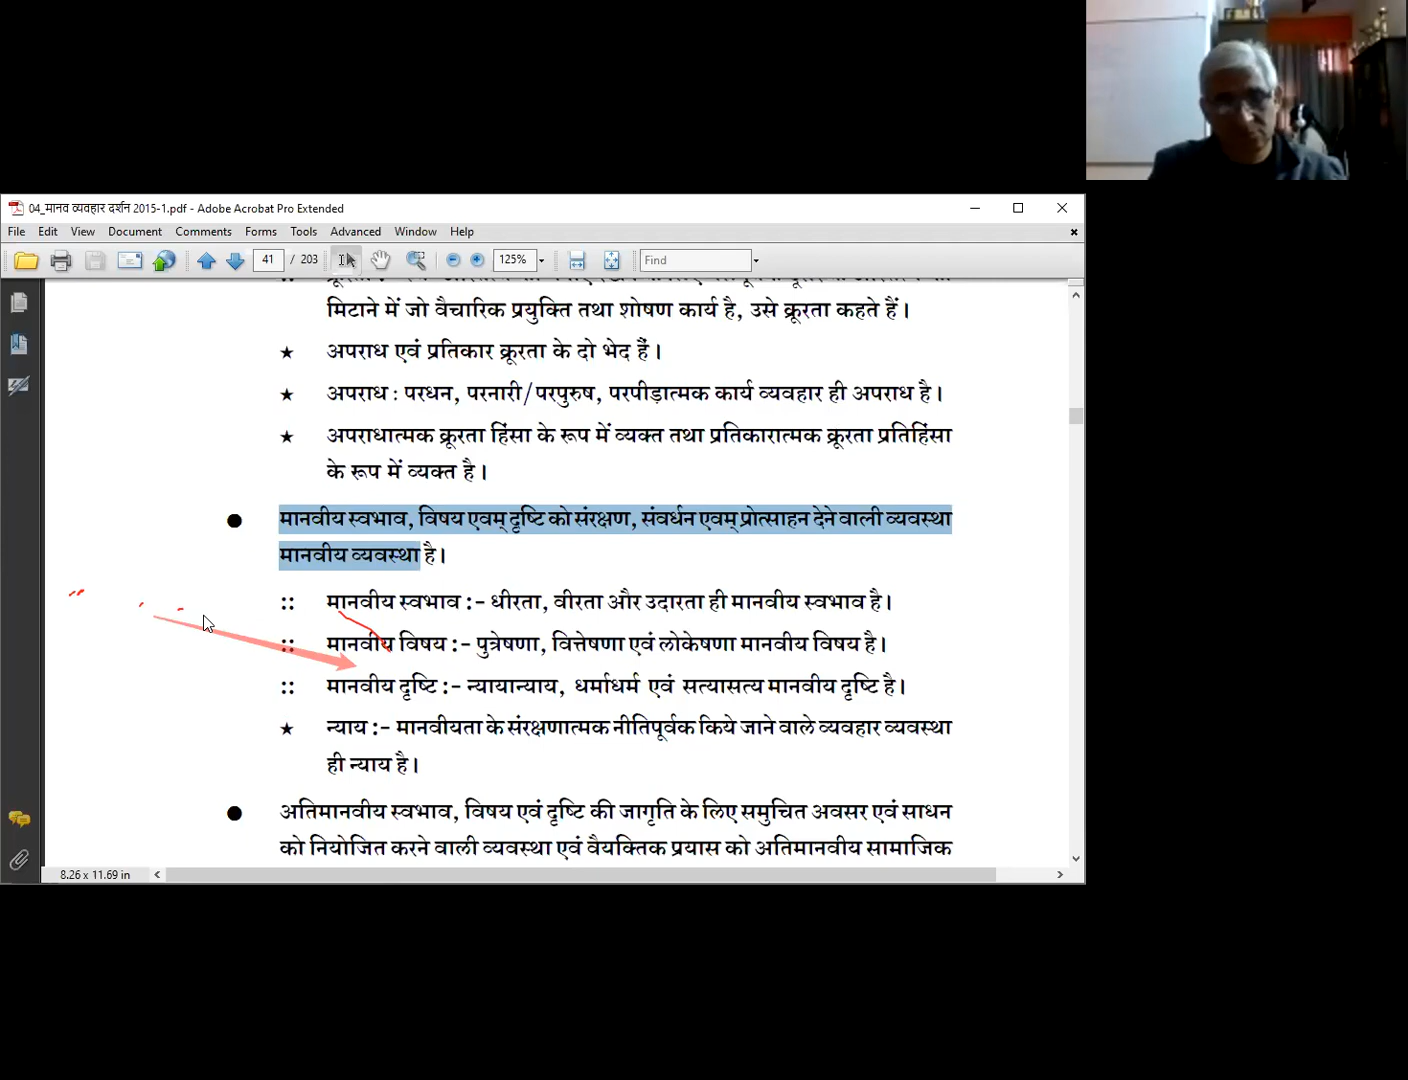 04_मानव व्यवहार दर्शन 2015-1.pdf - Adobe Acrobat Pro Extended
File Edit View Document Comments Forms Tools Advanced Window Help
41 / 203 125% Find
मिटाने में जो वैचारिक प्रयुक्ति तथा शोषण कार्य है, उसे क्रूरता कहते हैं।
★ अपराध एवं प्रतिकार क्रूरता के दो भेद हैं।
★ अपराध : परधन, परनारी/परपुरुष, परपीड़ात्मक कार्य व्यवहार ही अपराध है।
★ अपराधात्मक क्रूरता हिंसा के रूप में व्यक्त तथा प्रतिकारात्मक क्रूरता प्रतिहिंसा
के रूप में व्यक्त है।
● मानवीय स्वभाव, विषय एवम् दृष्टि को संरक्षण, संवर्धन एवम् प्रोत्साहन देने वाली व्यवस्था
मानवीय व्यवस्था है।
:: मानवीय स्वभाव :- धीरता, वीरता और उदारता ही मानवीय स्वभाव है।
:: मानवीय विषय :- पुत्रेषणा, वित्तेषणा एवं लोकेषणा मानवीय विषय है।
:: मानवीय दृष्टि :- न्यायान्याय, धर्माधर्म एवं सत्यासत्य मानवीय दृष्टि है।
★ न्याय :- मानवीयता के संरक्षणात्मक नीतिपूर्वक किये जाने वाले व्यवहार व्यवस्था
ही न्याय है।
● अतिमानवीय स्वभाव, विषय एवं दृष्टि की जागृति के लिए समुचित अवसर एवं साधन
को नियोजित करने वाली व्यवस्था एवं वैयक्तिक प्रयास को अतिमानवीय सामाजिक
8.26 x 11.69 in